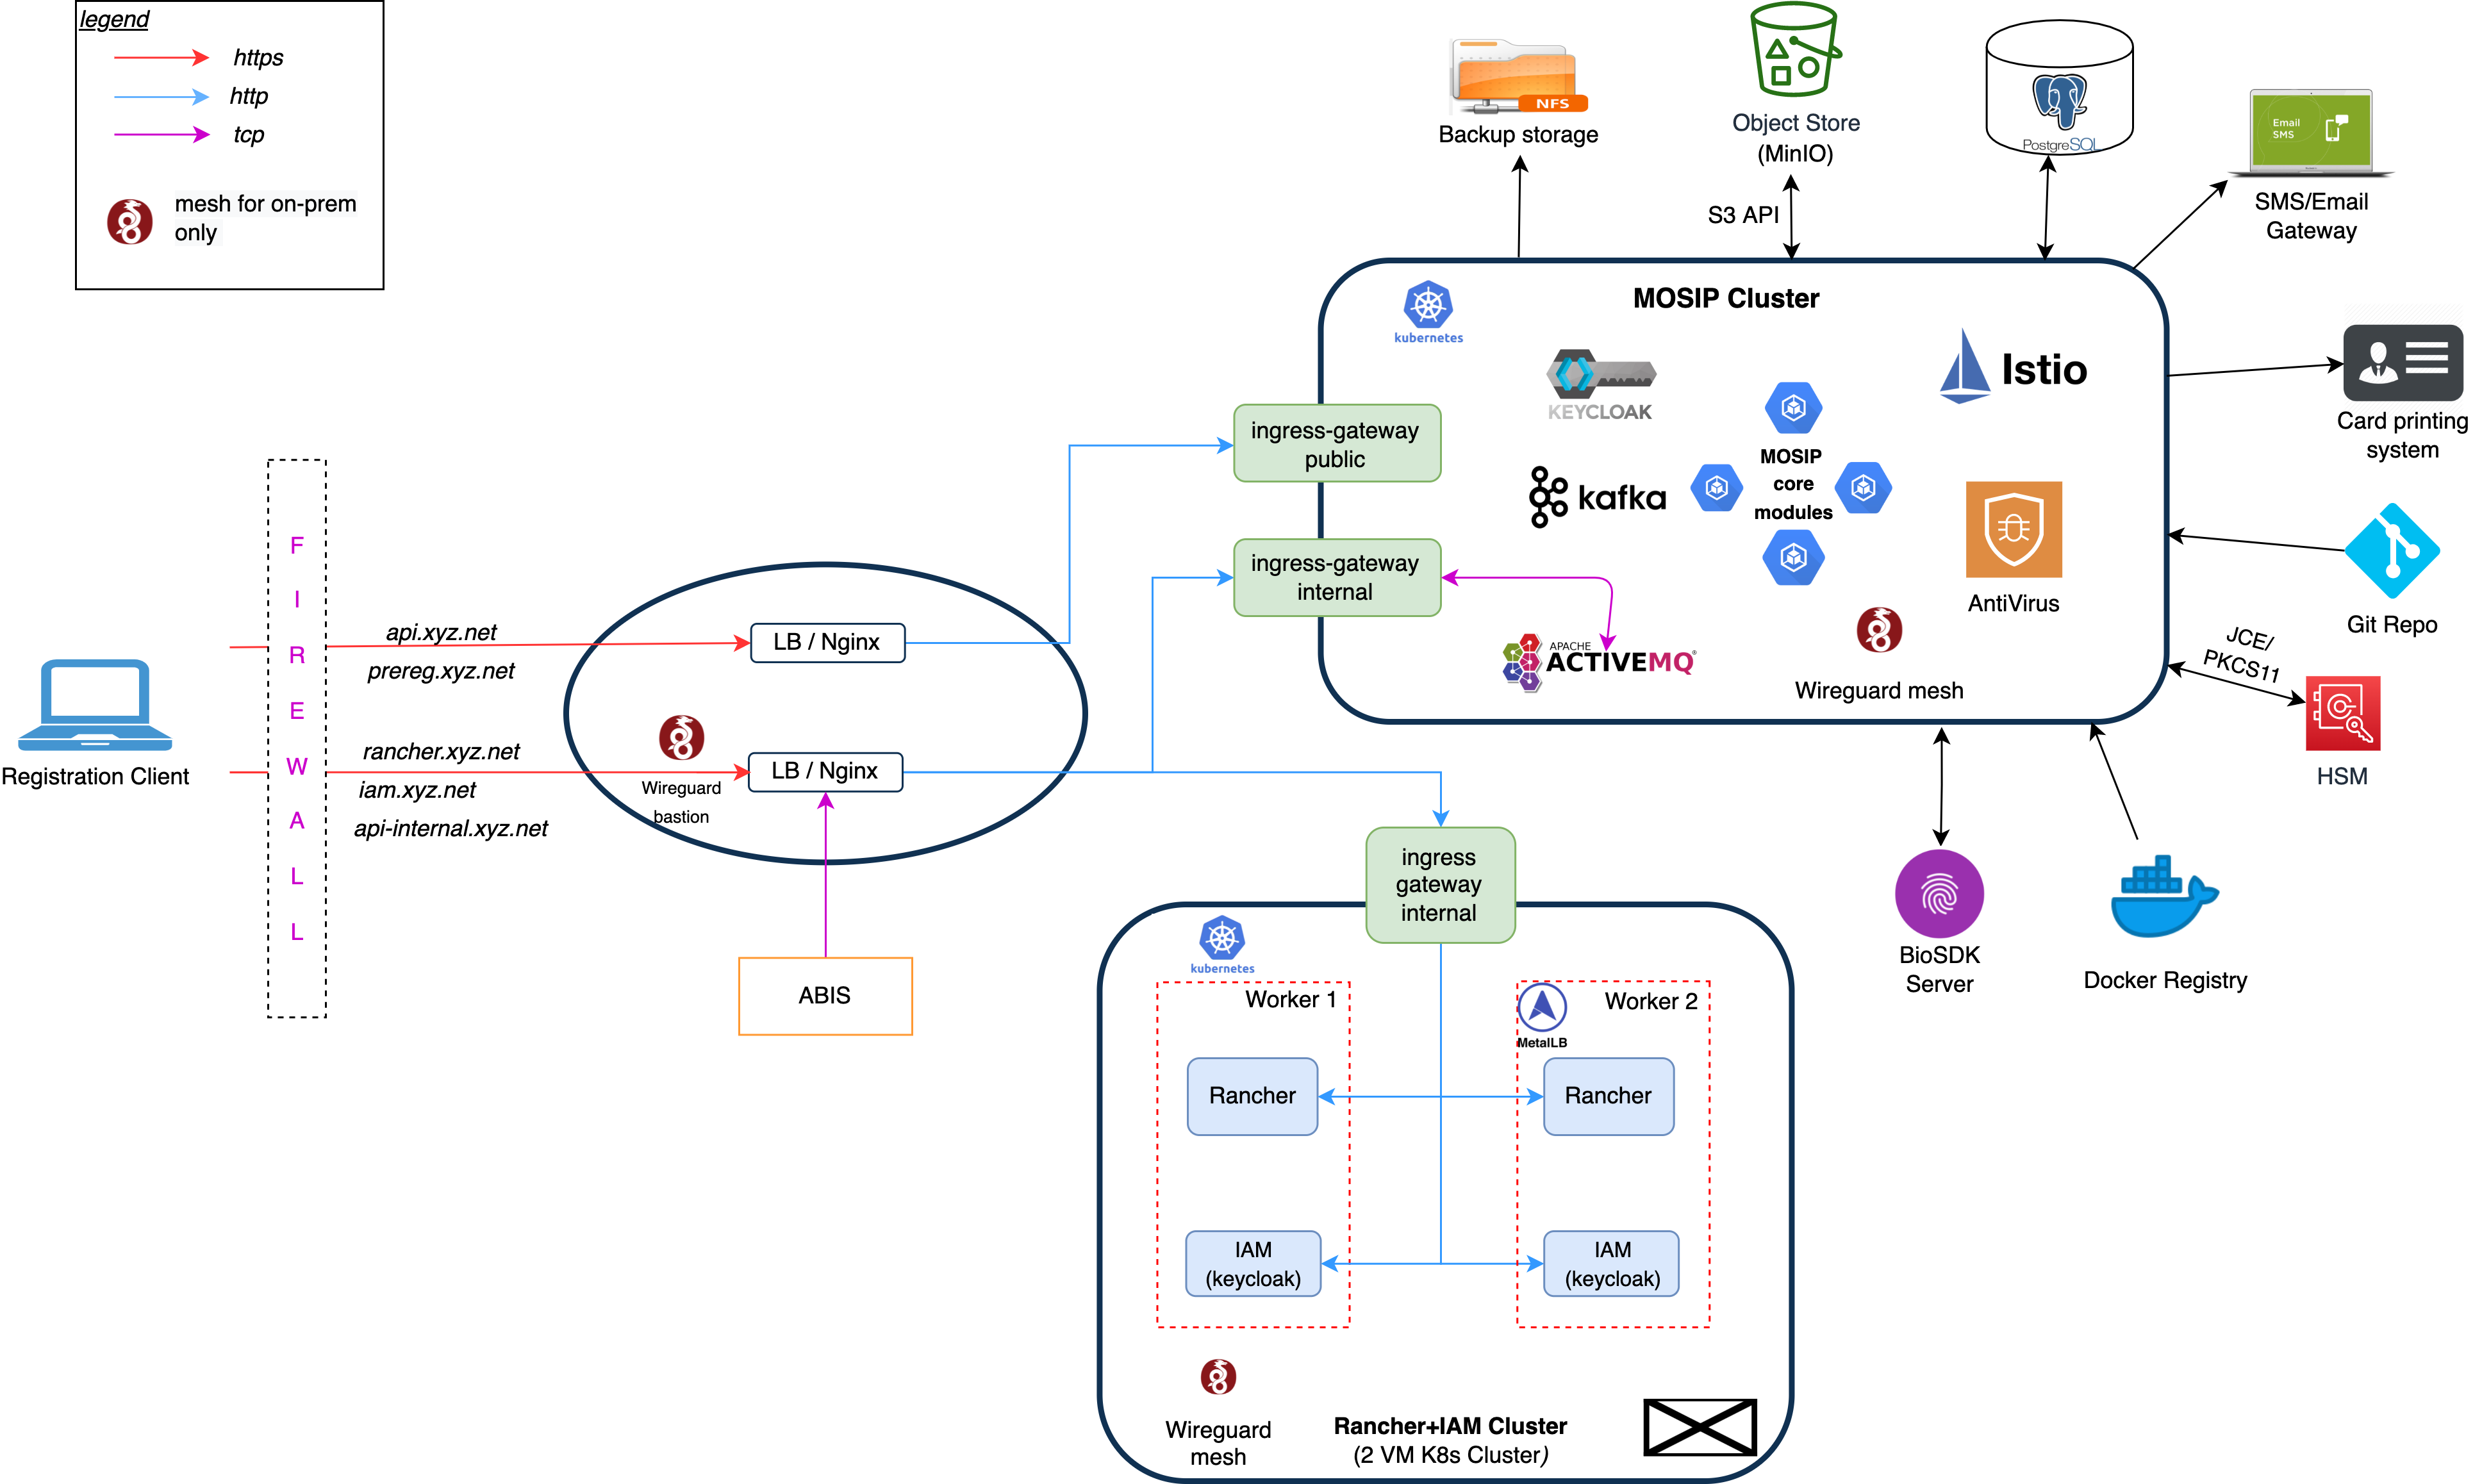 legend
https
http
tcp
mesh for on-prem
only
NFS
Backup storage
Object Store
(MinIO)
S3 API
PostgreSQL
Email
SMS
SMS/Email
Gateway
MOSIP Cluster
kubernetes
KEYCLOAK
Istio
ingress-gateway
public
MOSIP
core
modules
kafka
AntiVirus
ingress-gateway
internal
APACHE
ACTIVEMQ
Wireguard mesh
Card printing
system
Git Repo
JCE/
PKCS11
HSM
BioSDK
Server
Docker Registry
Registration Client
F
I
R
E
W
A
L
L
api.xyz.net
prereg.xyz.net
rancher.xyz.net
iam.xyz.net
api-internal.xyz.net
LB / Nginx
LB / Nginx
Wireguard
bastion
ABIS
ingress
gateway
internal
kubernetes
Worker 1
Worker 2
MetalLB
Rancher
Rancher
IAM
(keycloak)
IAM
(keycloak)
Wireguard
mesh
Rancher+IAM Cluster
(2 VM K8s Cluster)